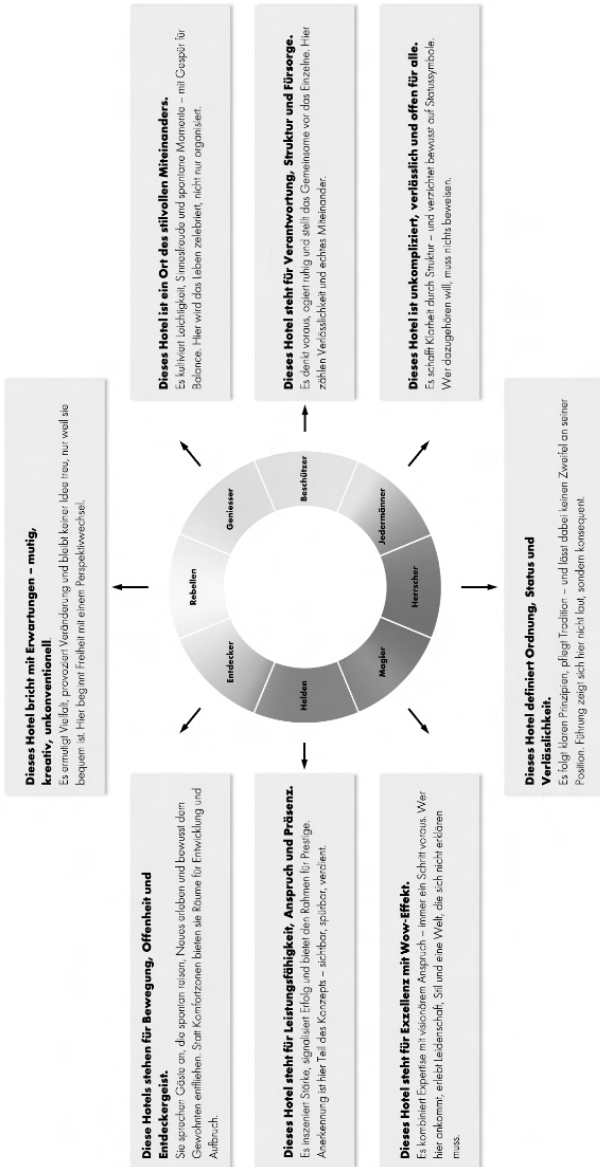 Dieses Hotel bricht mit Erwartungen – mutig,
kreativ, unkonventionell.
Es ermutigt Vielfalt, provoziert Veränderung und bleibt keiner Idee treu, nur weil sie
bequem ist. Hier beginnt Freiheit mit einem Perspektivwechsel.
Diese Hotels stehen für Bewegung, Offenheit und
Entdeckergeist.
Sie sprechen Gäste an, die spontan reisen, Neues erleben und bewusst dem
Gewohnten entfliehen. Statt Komfortzonen bieten sie Räume für Entwicklung und
Aufbruch.
Dieses Hotel steht für Leistungsfähigkeit, Anspruch und Präsenz.
Es inszeniert Stärke, signalisiert Erfolg und bietet den Rahmen für Prestige.
Anerkennung ist hier Teil des Konzepts – sichtbar, spürbar, verdient.
Dieses Hotel steht für Exzellenz mit Wow-Effekt.
Es kombiniert Expertise mit visionärem Anspruch – immer ein Schritt voraus. Wer
hier ankommt, erlebt Leidenschaft, Stil und eine Welt, die sich nicht erklären
muss.
Rebellen
Geniesser
Beschützer
Jedermänner
Herrscher
Magier
Helden
Entdecker
Dieses Hotel ist ein Ort des stilvollen Miteinanders.
Es kultiviert Leichtigkeit, Sinnesfreude und spontane Momente – mit Gespür für
Balance. Hier wird das Leben zelebriert, nicht nur organisiert.
Dieses Hotel steht für Verantwortung, Struktur und Fürsorge.
Es denkt voraus, agiert ruhig und stellt das Gemeinsame vor das Einzelne. Hier
zählen Verlässlichkeit und echtes Miteinander.
Dieses Hotel ist unkompliziert, verlässlich und offen für alle.
Es schafft Klarheit durch Struktur – und verzichtet bewusst auf Statussymbole.
Wer dazugehören will, muss nichts beweisen.
Dieses Hotel definiert Ordnung, Status und
Verlässlichkeit.
Es folgt klaren Prinzipien, pflegt Tradition – und lässt dabei keinen Zweifel an seiner
Position. Führung zeigt sich hier nicht laut, sondern konsequent.